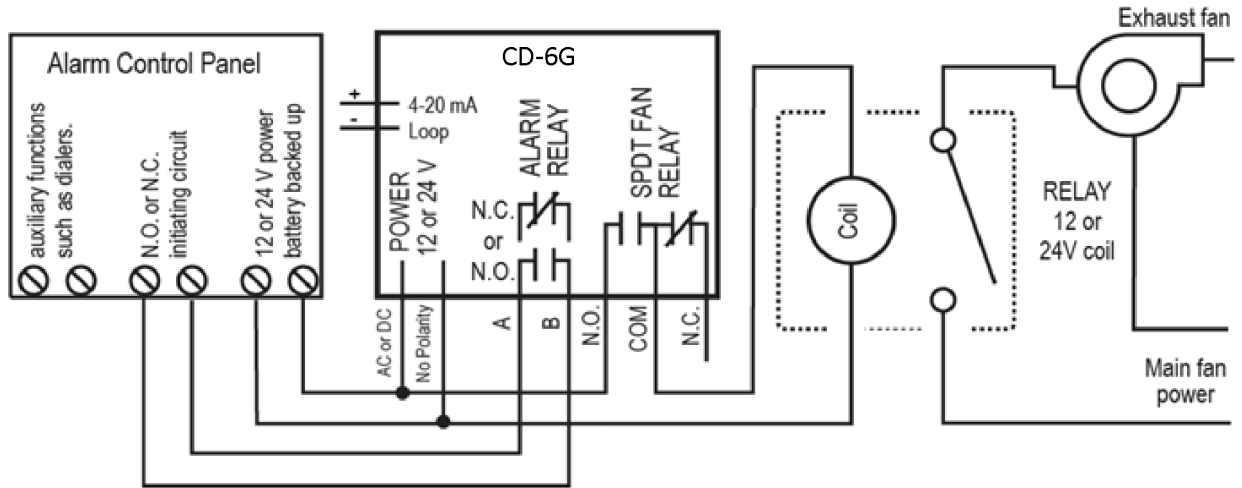 Exhaust fan
Alarm Control Panel
CD-6G
+
4-20 mA
-
Loop
auxiliary functions
such as dialers.
N.O. or N.C.
initiating circuit
12 or 24 V power
battery backed up
POWER
12 or 24 V
ALARM
RELAY
N.C.
or
N.O.
SPDT FAN
RELAY
Coil
RELAY
12 or
24V coil
AC or DC
No Polarity
A
B
N.O.
COM
N.C.
Main fan
power